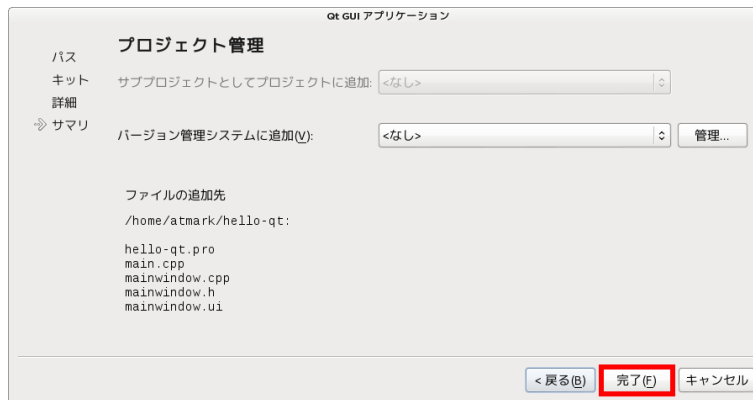 Qt GUI アプリケーション
パス
キット
詳細
サマリ
プロジェクト管理
サブプロジェクトとしてプロジェクトに追加: <なし>
バージョン管理システムに追加(V): <なし> 管理...
ファイルの追加先
/home/atmark/hello-qt:
hello-qt.pro
main.cpp
mainwindow.cpp
mainwindow.h
mainwindow.ui
< 戻る(B) 完了(F) キャンセル